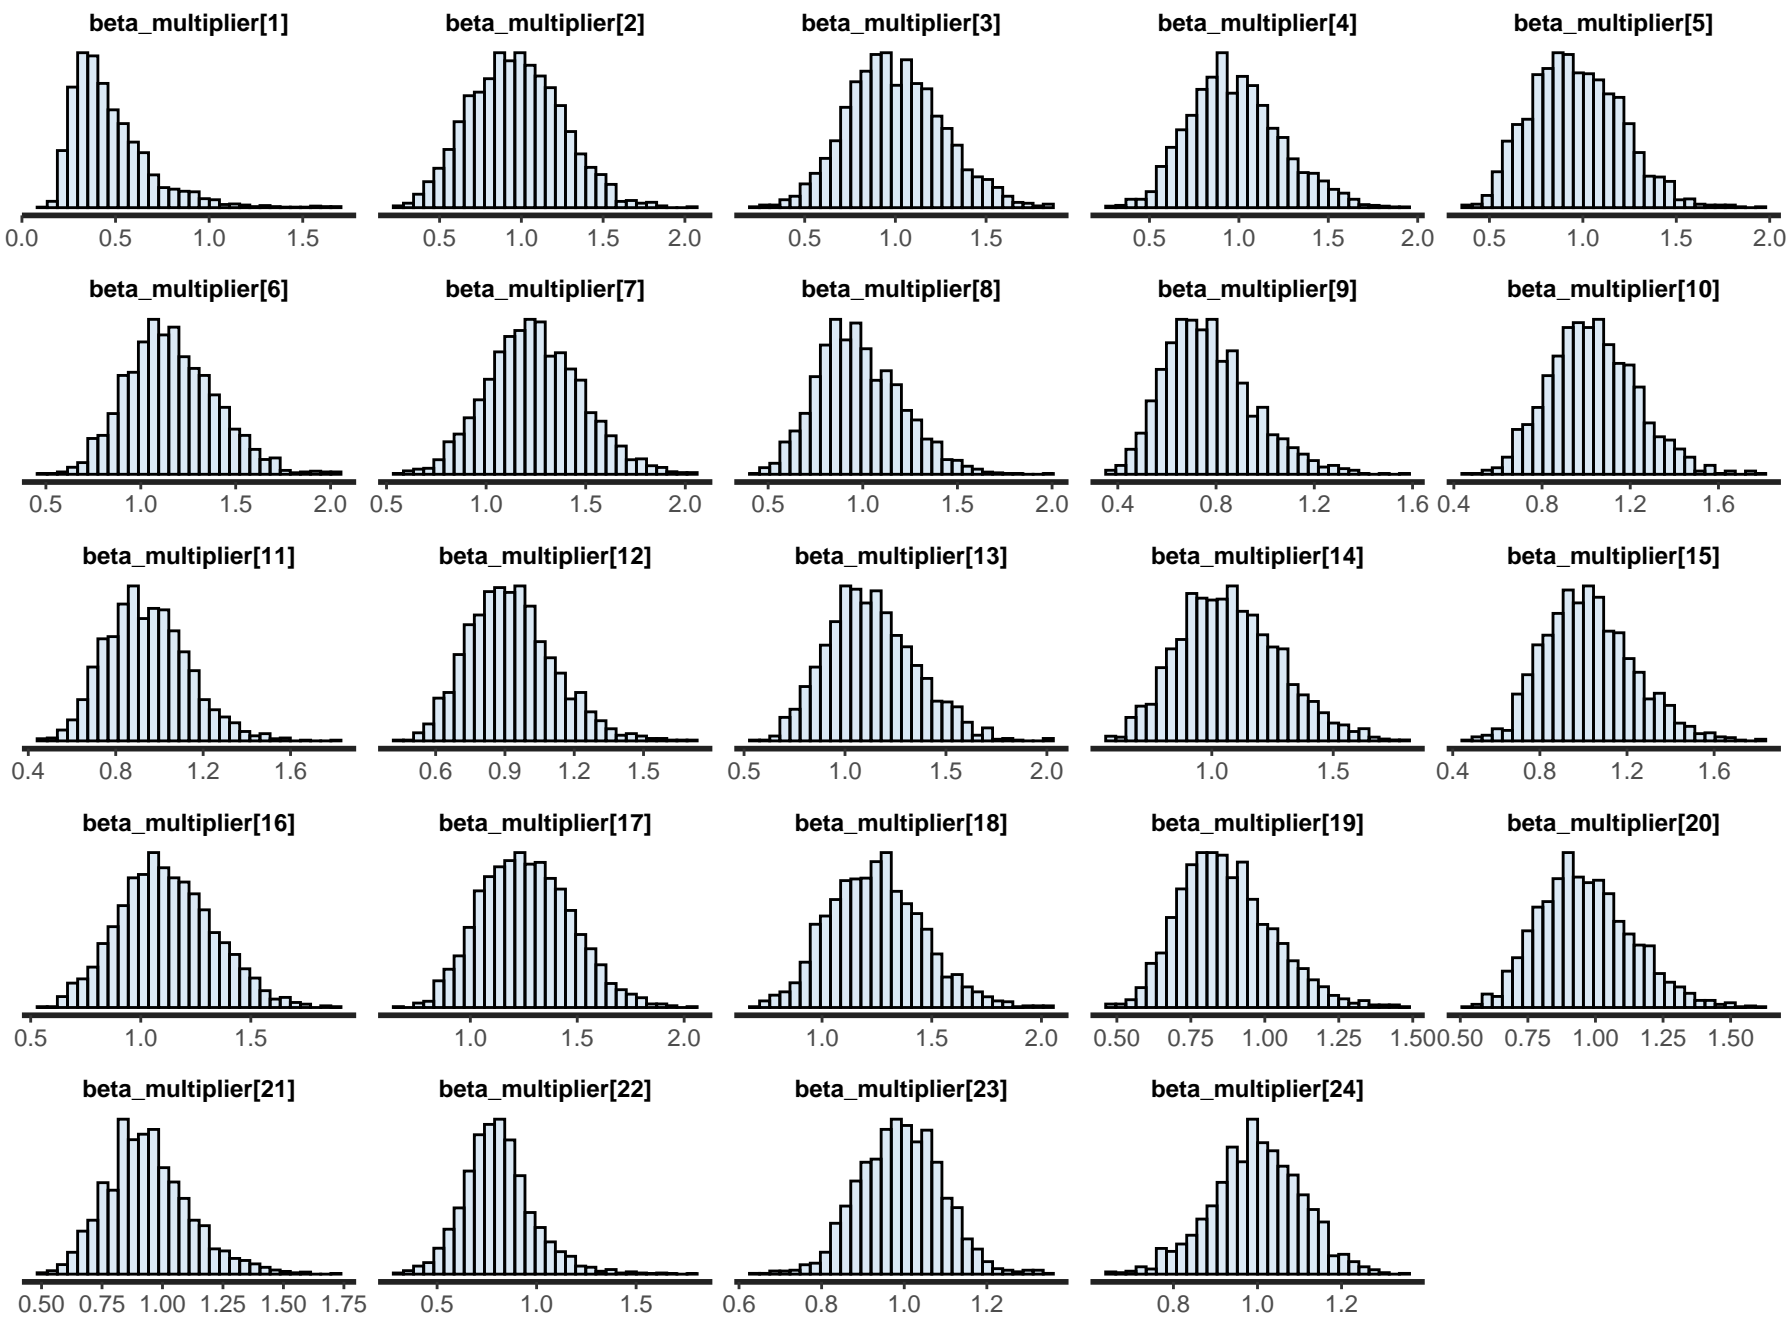 beta_multiplier[1] beta_multiplier[2] beta_multiplier[3] beta_multiplier[4] beta_multiplier[5]
0.0 0.5 1.0 1.5 0.5 1.0 1.5 2.0 0.5 1.0 1.5 0.5 1.0 1.5 2.0 0.5 1.0 1.5 2.0
beta_multiplier[6] beta_multiplier[7] beta_multiplier[8] beta_multiplier[9] beta_multiplier[10]
0.5 1.0 1.5 2.0 0.5 1.0 1.5 2.0 0.5 1.0 1.5 2.0 0.4 0.8 1.2 1.6 0.4 0.8 1.2 1.6
beta_multiplier[11] beta_multiplier[12] beta_multiplier[13] beta_multiplier[14] beta_multiplier[15]
0.4 0.8 1.2 1.6 0.6 0.9 1.2 1.5 0.5 1.0 1.5 2.0 1.0 1.5 0.4 0.8 1.2 1.6
beta_multiplier[16] beta_multiplier[17] beta_multiplier[18] beta_multiplier[19] beta_multiplier[20]
0.5 1.0 1.5 1.0 1.5 2.0 1.0 1.5 2.0 0.50 0.75 1.00 1.25 1.50 0.50 0.75 1.00 1.25 1.50
beta_multiplier[21] beta_multiplier[22] beta_multiplier[23] beta_multiplier[24]
0.50 0.75 1.00 1.25 1.50 1.75 0.5 1.0 1.5 0.6 0.8 1.0 1.2 0.8 1.0 1.2